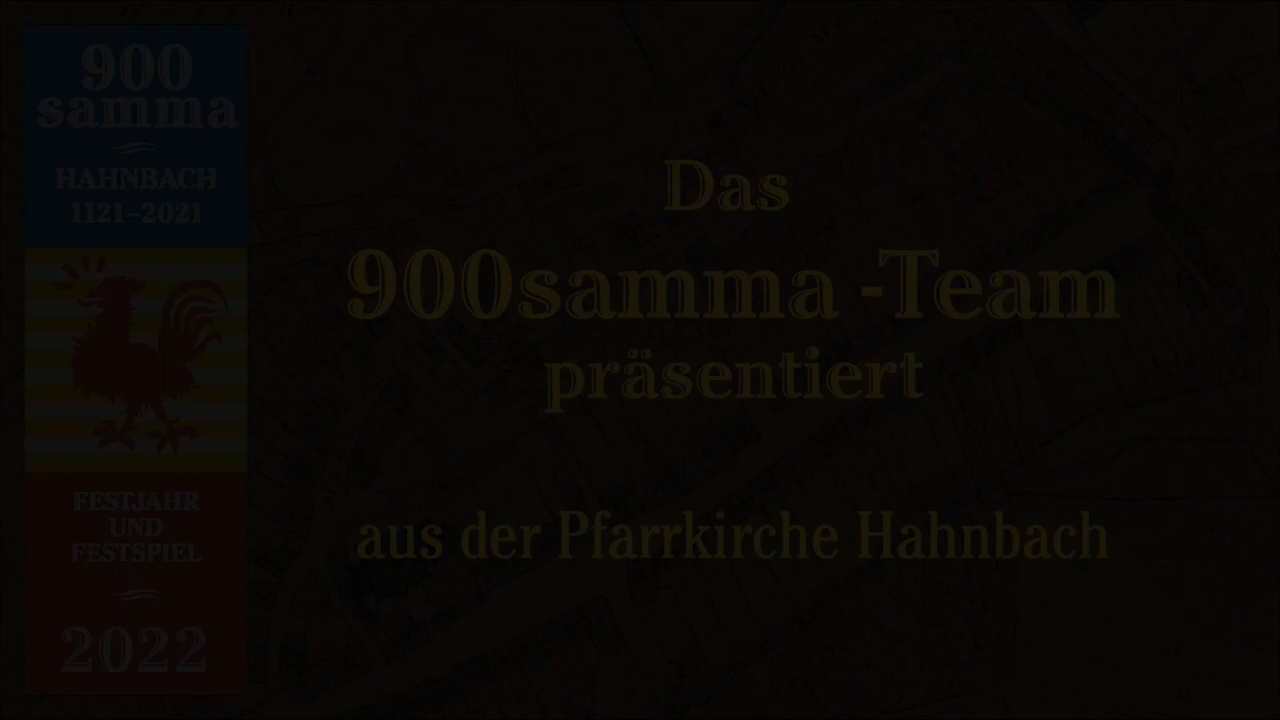 900
samma
HAHNBACH
1121–2021
FESTJAHR
UND
FESTSPIEL
2022
Das
900samma -Team
präsentiert
aus der Pfarrkirche Hahnbach